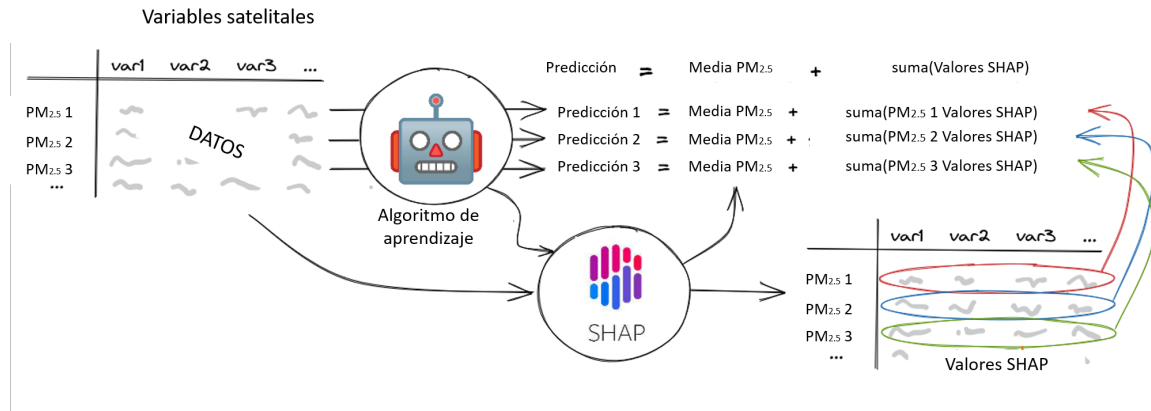 Variables satelitales
var1 var2 var3 ...
PM2.5 1
PM2.5 2
PM2.5 3
...
DATOS
Algoritmo de
aprendizaje
Predicción = Media PM2.5 + suma(Valores SHAP)
Predicción 1 = Media PM2.5 + suma(PM2.5 1 Valores SHAP)
Predicción 2 = Media PM2.5 + suma(PM2.5 2 Valores SHAP)
Predicción 3 = Media PM2.5 + suma(PM2.5 3 Valores SHAP)
SHAP
var1 var2 var3 ...
PM2.5 1
PM2.5 2
PM2.5 3
...
Valores SHAP